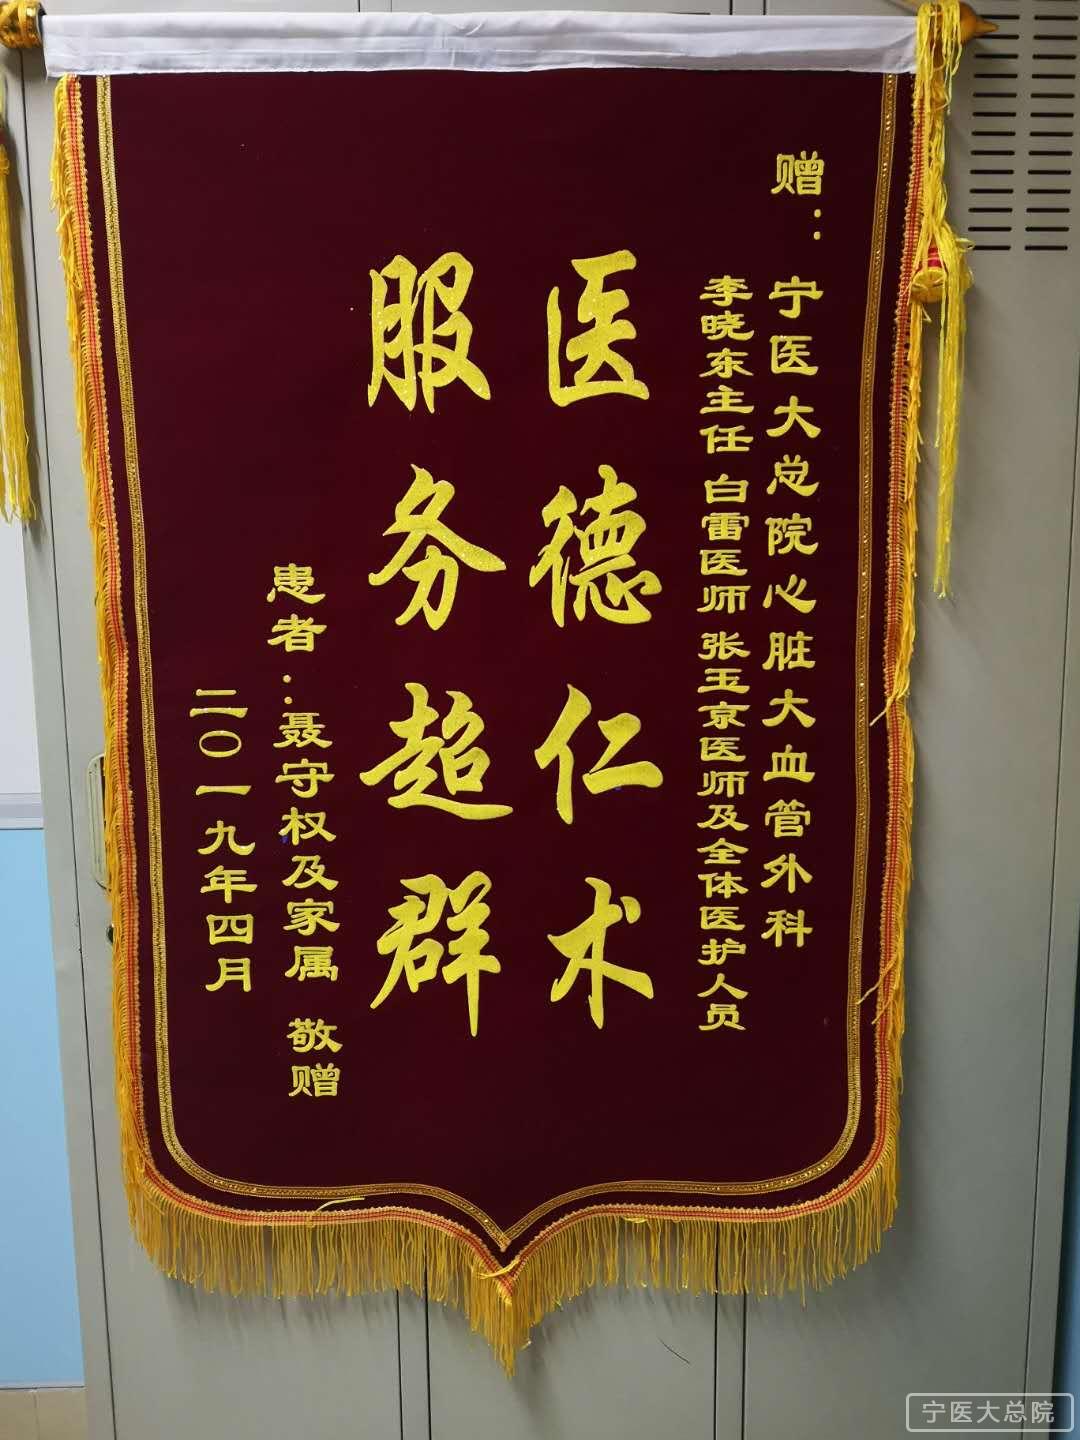 赠：
宁医大总院心脏大血管外科
李晓东主任 白雷医师 张玉京医师及全体医护人员
医德仁术
服务超群
患者：聂守权及家属 敬赠
二〇一九年四月
宁医大总院